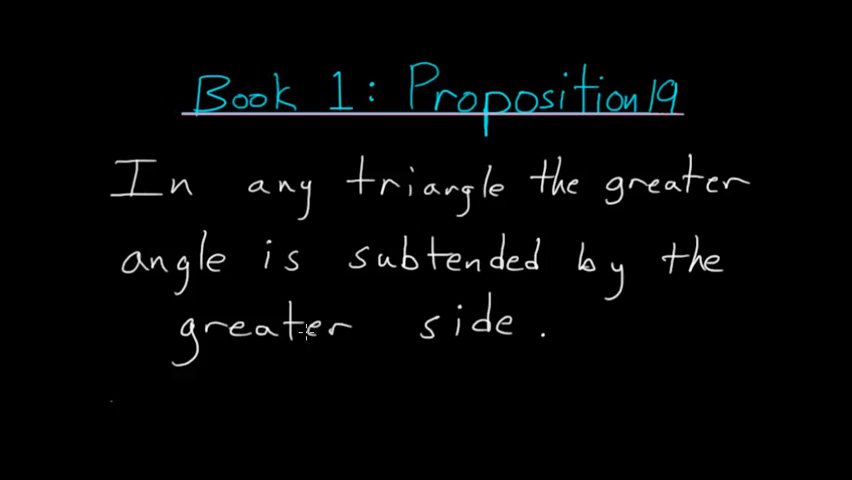 Book 1: Proposition 19
In any triangle the greater
angle is subtended by the
greater side.